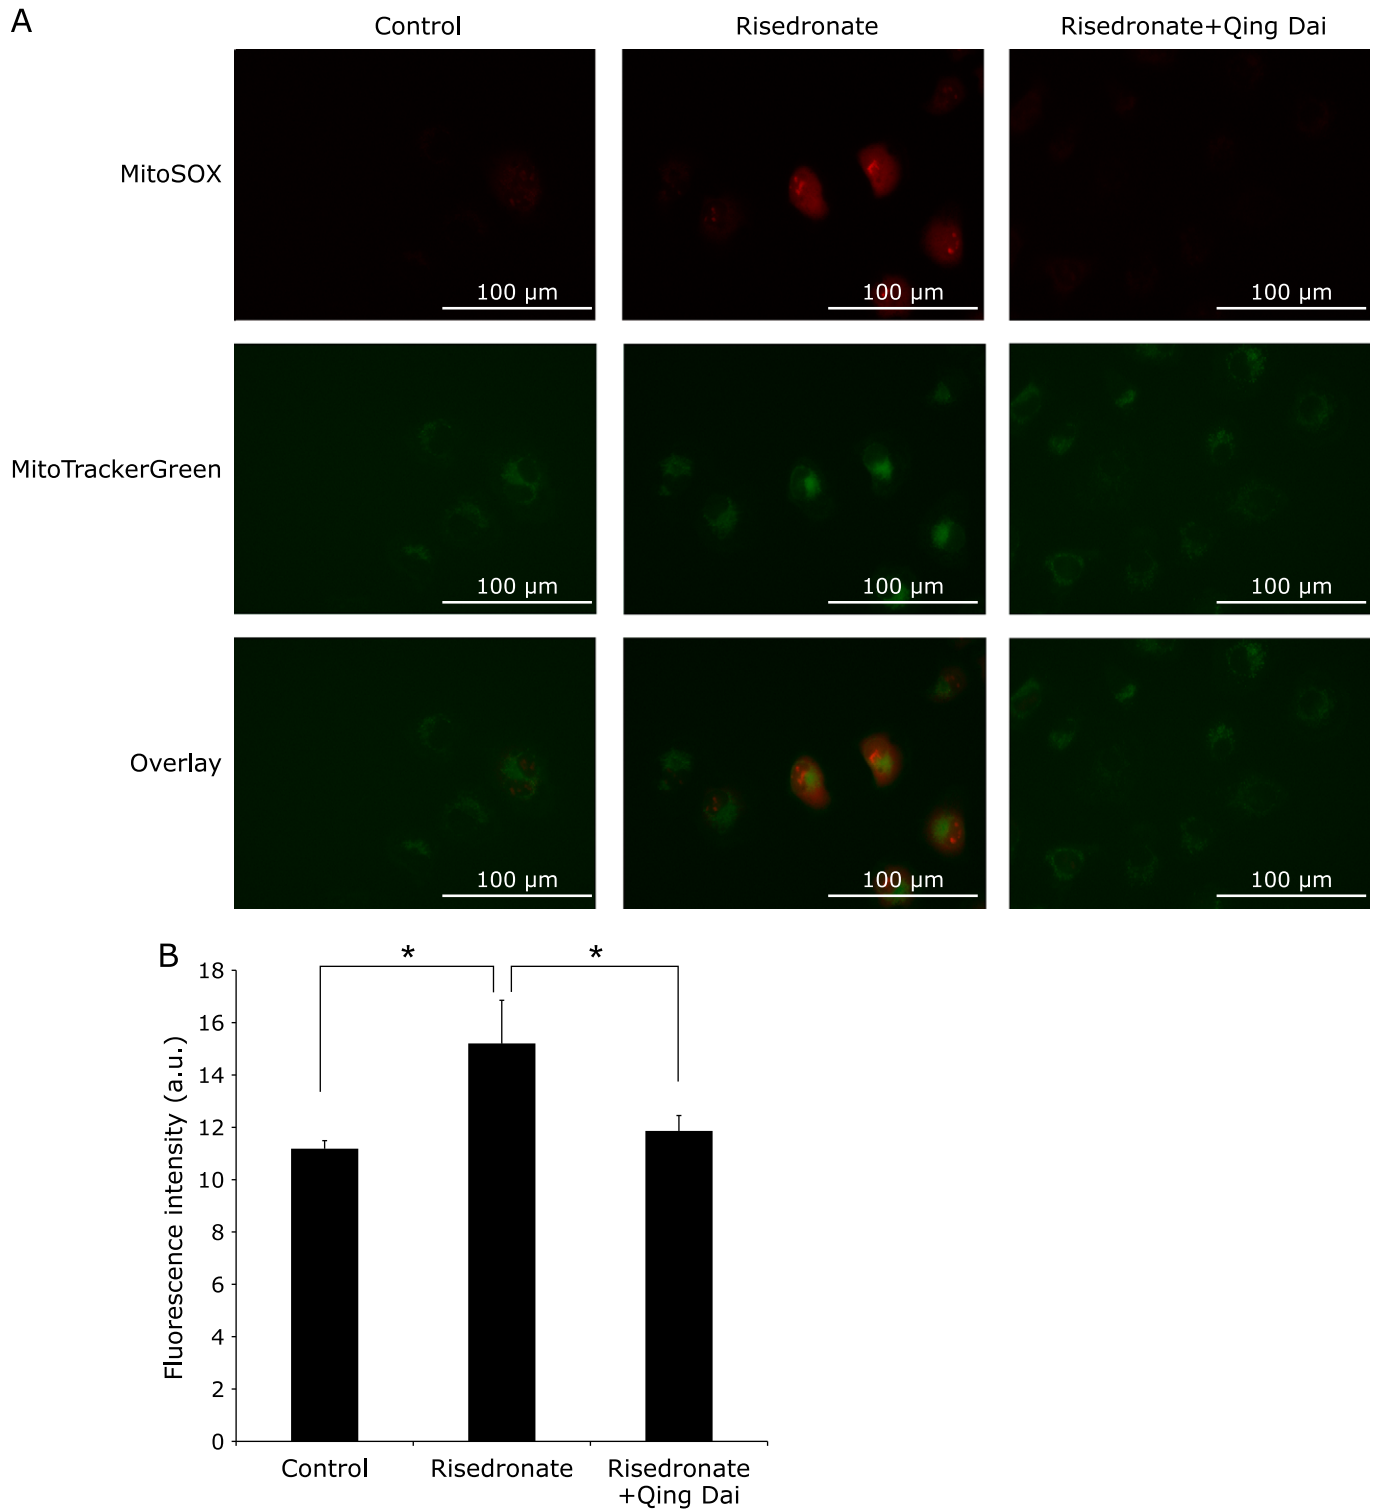 A
Control Risedronate Risedronate+Qing Dai
MitoSOX
100 µm 100 µm 100 µm
MitoTrackerGreen
100 µm 100 µm 100 µm
Overlay
100 µm 100 µm 100 µm
B
* *
Fluorescence intensity (a.u.)
18
16
14
12
10
8
6
4
2
0
Control Risedronate Risedronate
+Qing Dai